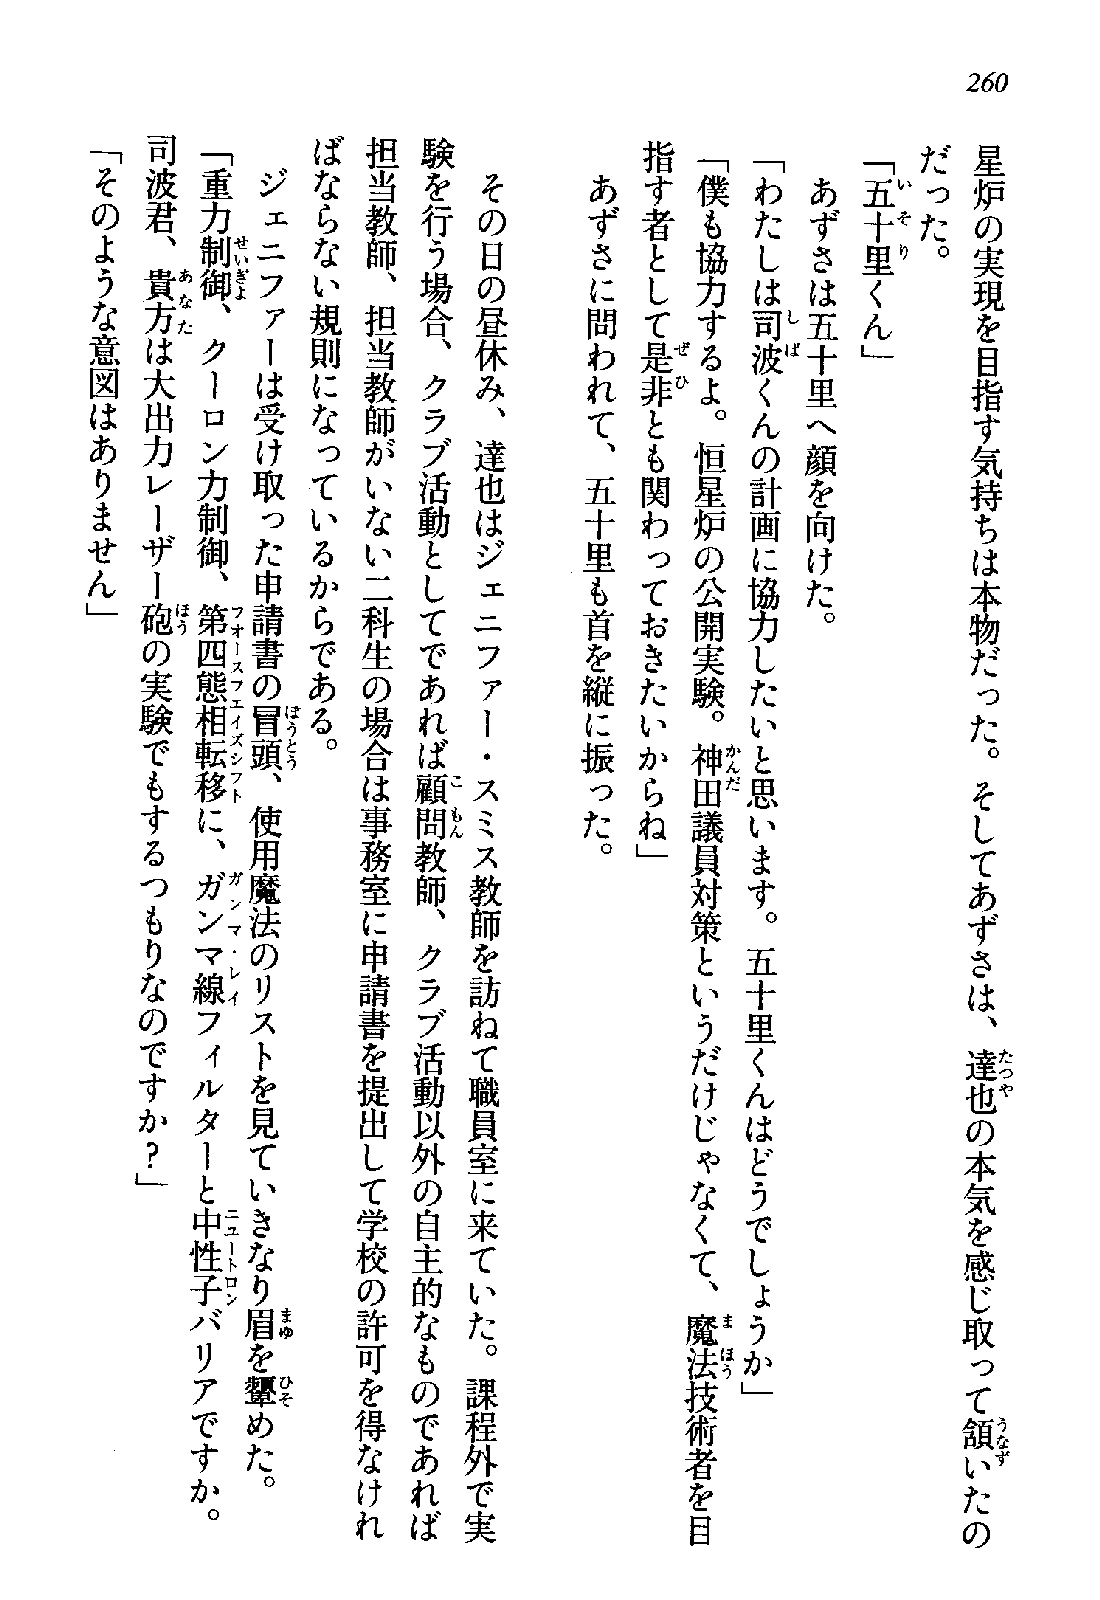 260
星炉の実現を目指す気持ちは本物だった。そしてあずさは、達也の本気を感じ取って頷いたの
だった。
「五十里くん」
あずさは五十里へ顔を向けた。
「わたしは司波くんの計画に協力したいと思います。五十里くんはどうでしょうか」
「僕も協力するよ。恒星炉の公開実験。神田議員対策というだけじゃなくて、魔法技術者を目
指す者として是非とも関わっておきたいからね」
あずさに問われて、五十里も首を縦に振った。
その日の昼休み、達也はジェニファー・スミス教師を訪ねて職員室に来ていた。課程外で実
験を行う場合、クラブ活動としてであれば顧問教師、クラブ活動以外の自主的なものであれば
担当教師、担当教師がいない二科生の場合は事務室に申請書を提出して学校の許可を得なけれ
ばならない規則になっているからである。
ジェニファーは受け取った申請書の冒頭、使用魔法のリストを見ていきなり眉を顰めた。
「重力制御、クーロン力制御、第四態相転移に、ガンマ線フィルターと中性子バリアですか。
司波君、貴方は大出力レーザー砲の実験でもするつもりなのですか？」
「そのような意図はありません」